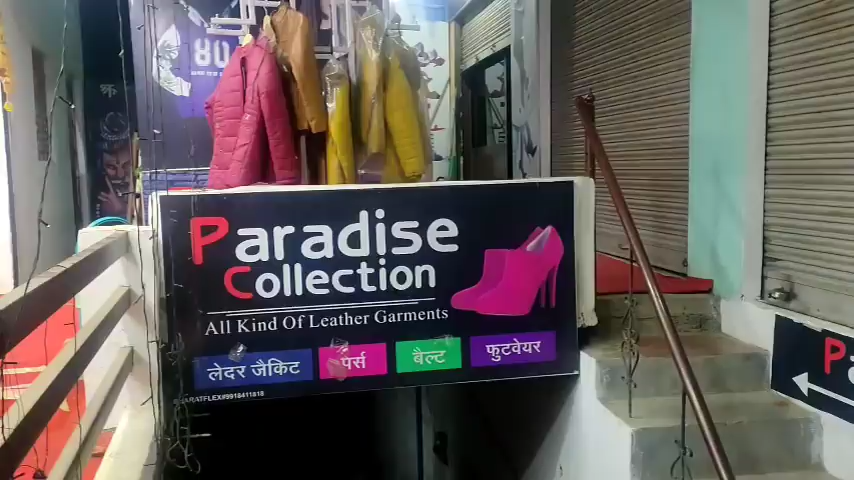 Paradise
Collection
All Kind Of Leather Garments
लेदर जैकिट
पर्स
बैल्ट
फुटवेयर